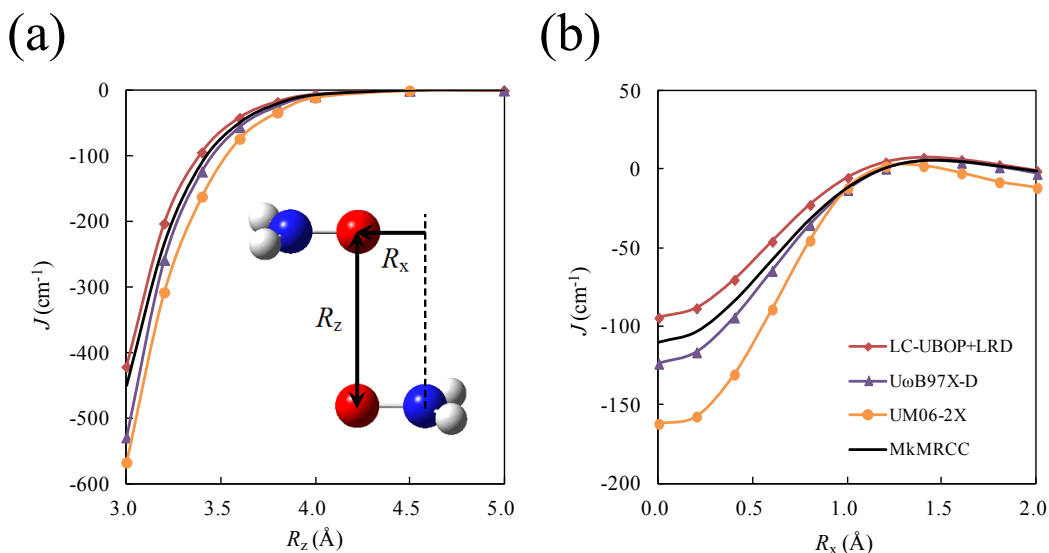 (a)
0
-100
-200
-300
-400
-500
-600
J (cm-1)
3.0 3.5 4.0 4.5 5.0
Rz (Å)
Rx
Rz
(b)
50
0
-50
-100
-150
-200
J (cm-1)
0.0 0.5 1.0 1.5 2.0
Rx (Å)
LC-UBOP+LRD
UωB97X-D
UM06-2X
MkMRCC